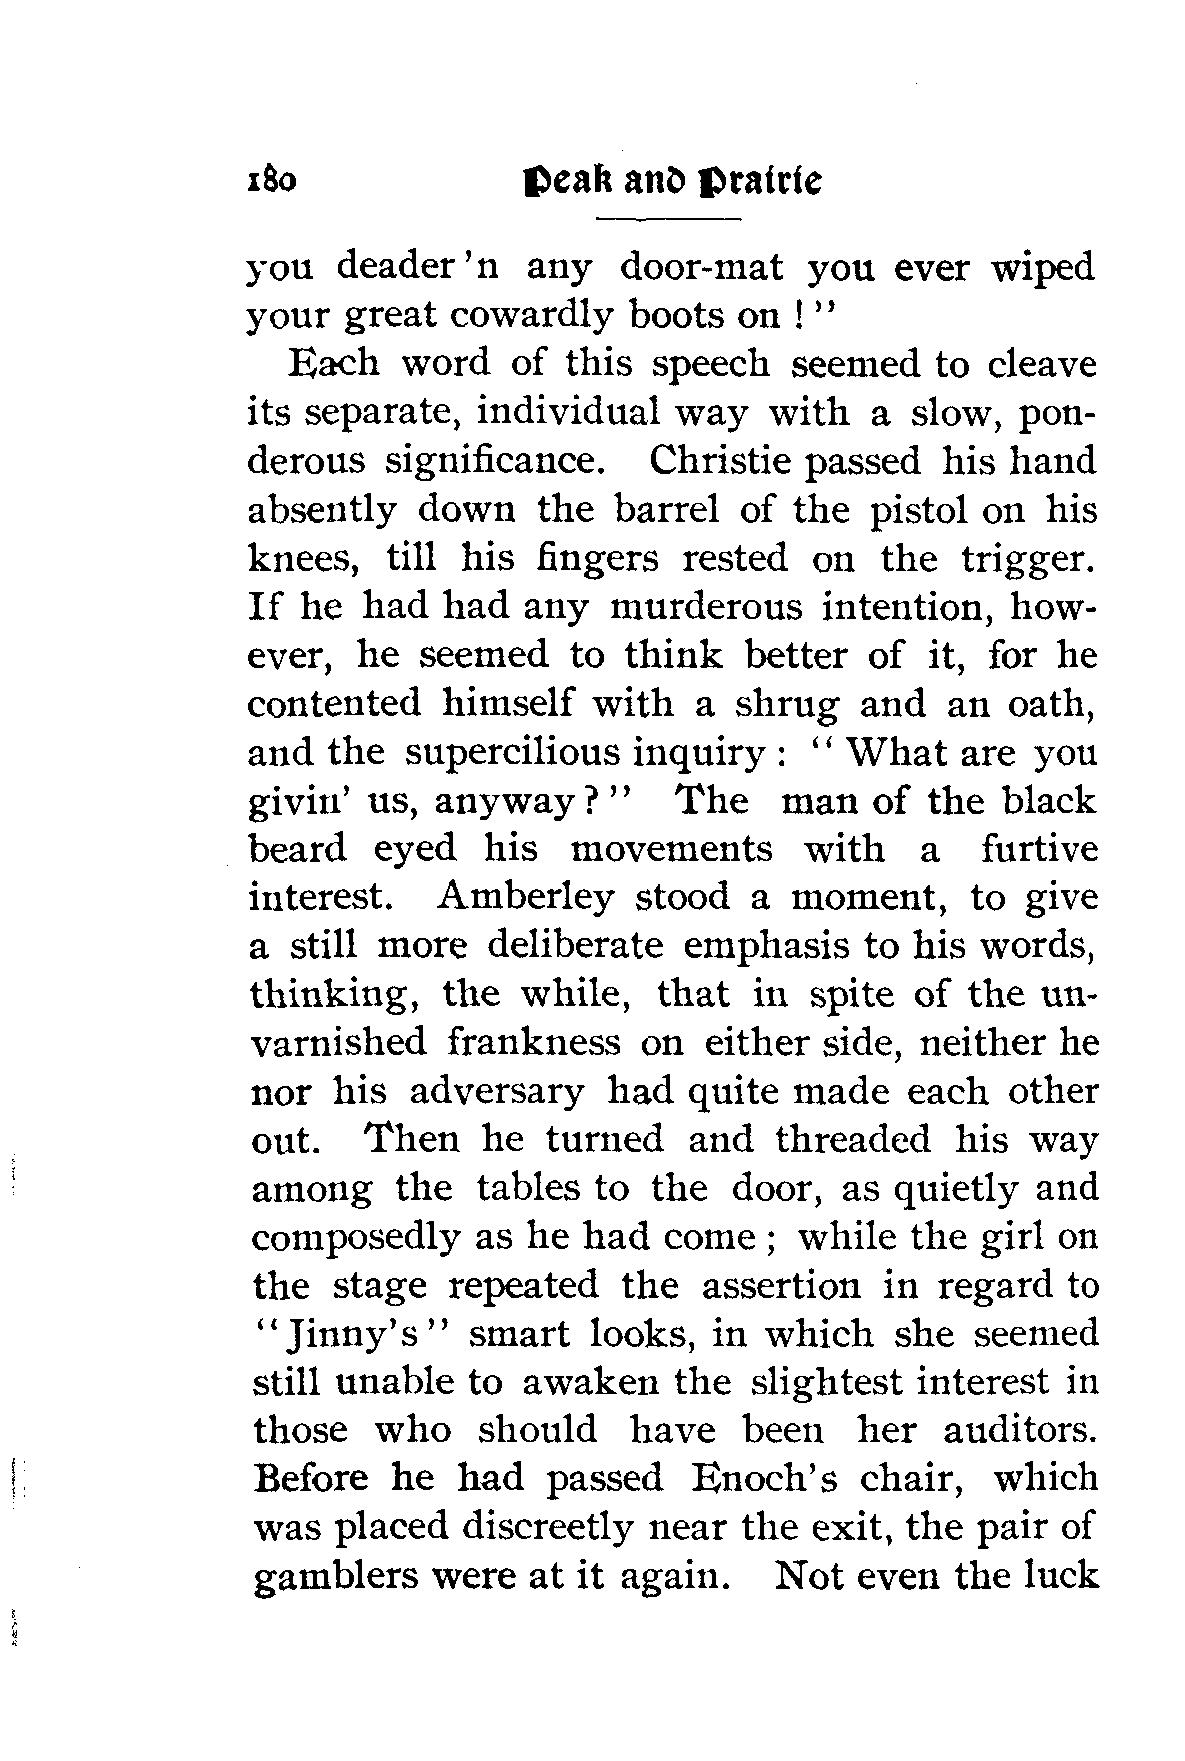 180 Peak and Prairie
you deader 'n any door-mat you ever wiped
your great cowardly boots on ! "
Each word of this speech seemed to cleave
its separate, individual way with a slow, pon-
derous significance. Christie passed his hand
absently down the barrel of the pistol on his
knees, till his fingers rested on the trigger.
If he had had any murderous intention, how-
ever, he seemed to think better of it, for he
contented himself with a shrug and an oath,
and the supercilious inquiry : " What are you
givin' us, anyway ? " The man of the black
beard eyed his movements with a furtive
interest. Amberley stood a moment, to give
a still more deliberate emphasis to his words,
thinking, the while, that in spite of the un-
varnished frankness on either side, neither he
nor his adversary had quite made each other
out. Then he turned and threaded his way
among the tables to the door, as quietly and
composedly as he had come ; while the girl on
the stage repeated the assertion in regard to
" Jinny's " smart looks, in which she seemed
still unable to awaken the slightest interest in
those who should have been her auditors.
Before he had passed Enoch's chair, which
was placed discreetly near the exit, the pair of
gamblers were at it again. Not even the luck